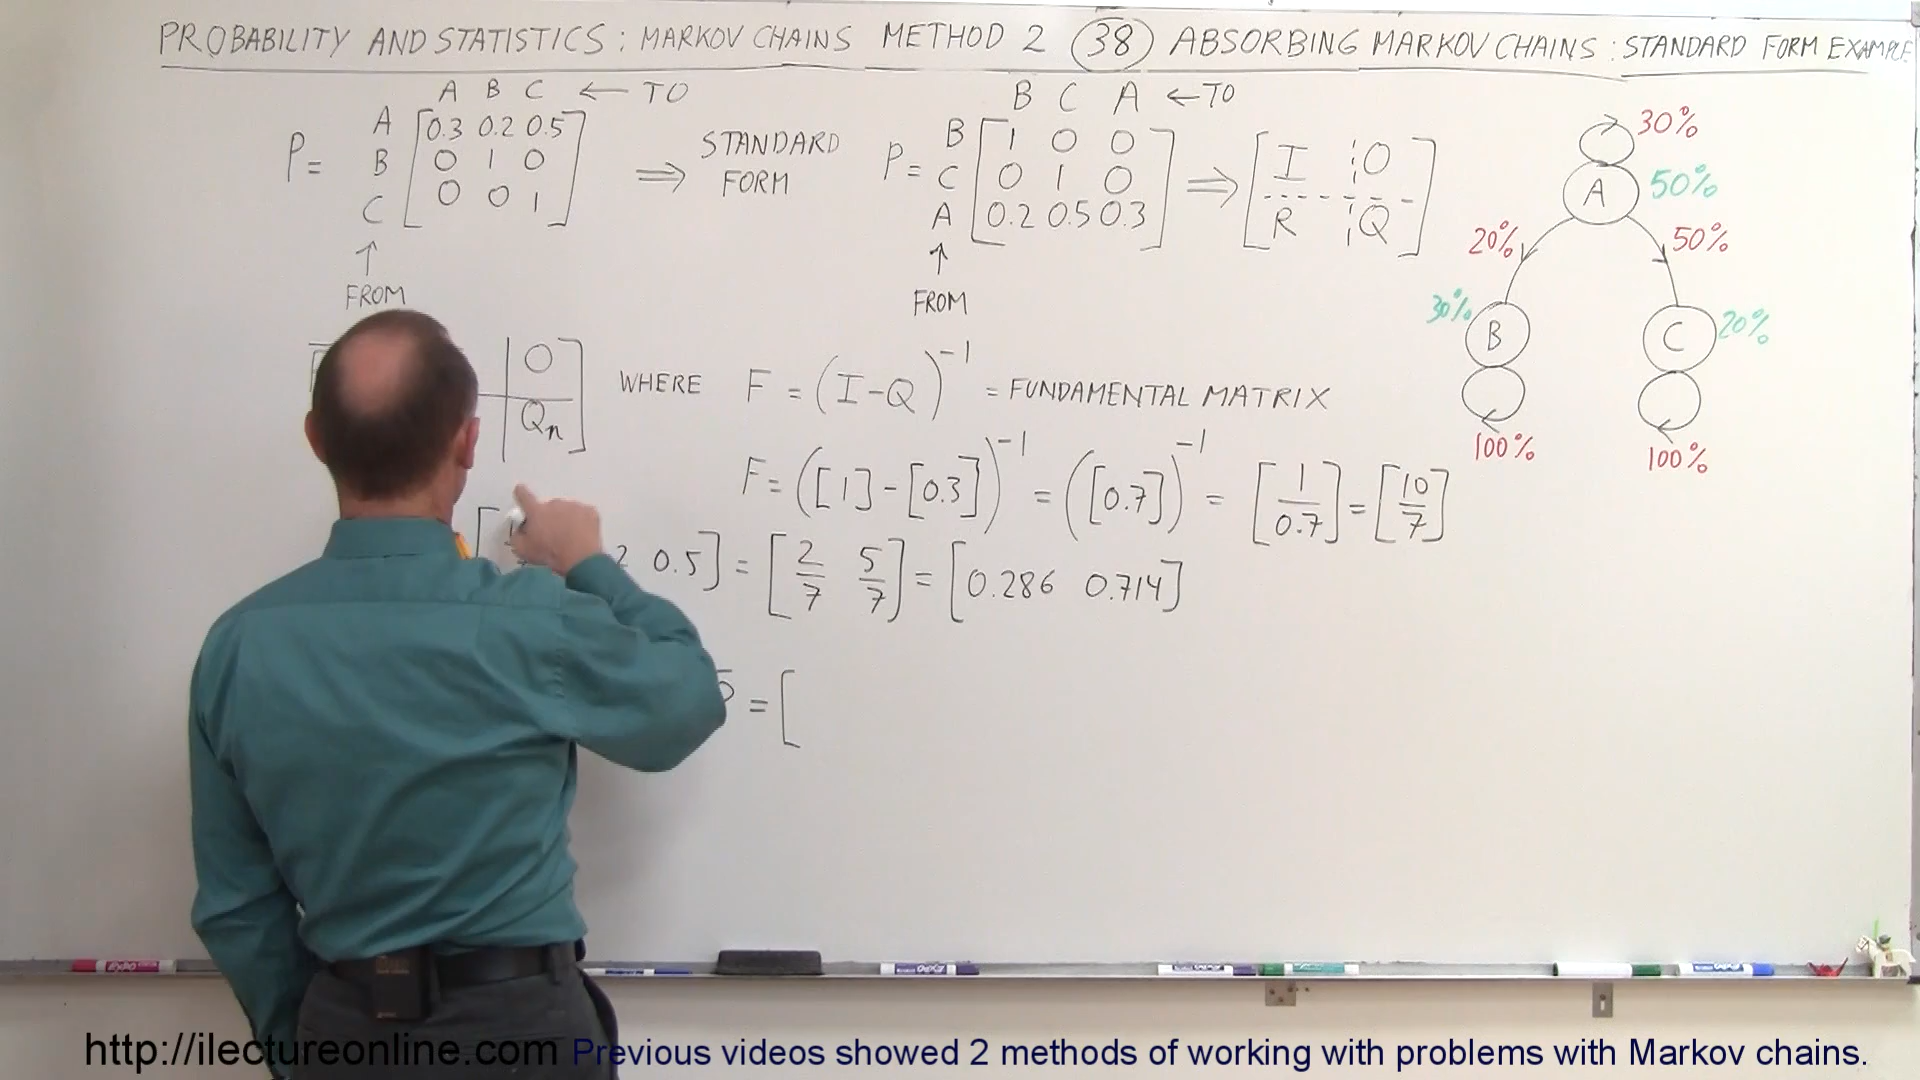 PROBABILITY AND STATISTICS : MARKOV CHAINS METHOD 2 (38) ABSORBING MARKOV CHAINS : STANDARD FORM EXAMPLE
A B C ← TO
P = A [0.3 0.2 0.5
B 0 1 0
C 0 0 1]
↑
FROM
⇒ STANDARD
FORM
B C A ← TO
P = B [1 0 0
C 0 1 0
A 0.2 0.5 0.3]
↑
FROM
⇒ [I O
R Q]
30%
A 50%
20% 50%
30% B C 20%
100% 100%
O
Qn]
WHERE F = (I-Q)⁻¹ = FUNDAMENTAL MATRIX
F = ([1] - [0.3])⁻¹ = ([0.7])⁻¹ = [1/0.7] = [10/7]
0.5] = [2/7 5/7] = [0.286 0.714]
= [
EXPO
EXPO
http://ilectureonline.com Previous videos showed 2 methods of working with problems with Markov chains.